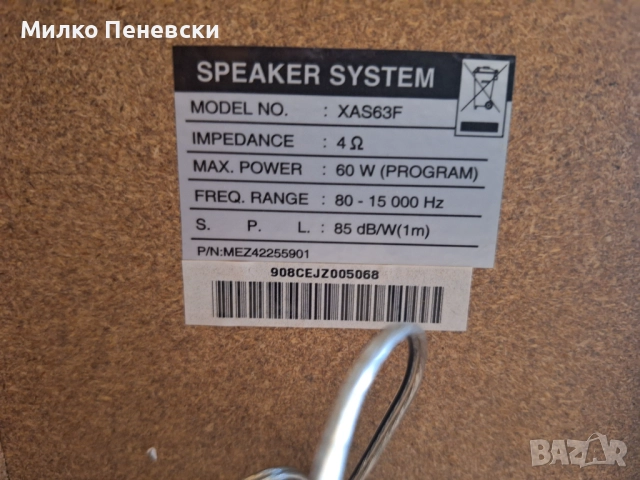 Милко Пеневски
SPEAKER SYSTEM
MODEL NO. : XAS63F
IMPEDANCE : 4 Ω
MAX. POWER : 60 W (PROGRAM)
FREQ. RANGE : 80 - 15 000 Hz
S. P. L. : 85 dB/W(1m)
P/N:MEZ42255901
908CEJZ005068
BAZAR